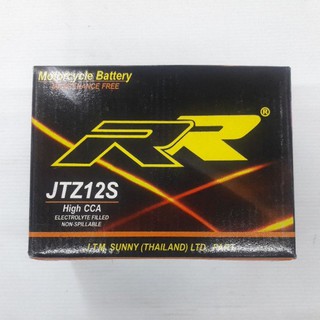 Motorcycle Battery
MAINTENANCE FREE
RR®
JTZ12S
High CCA
ELECTROLYTE FILLED
NON-SPILLABLE
J.T.M. SUNNY (THAILAND) LTD., PART.